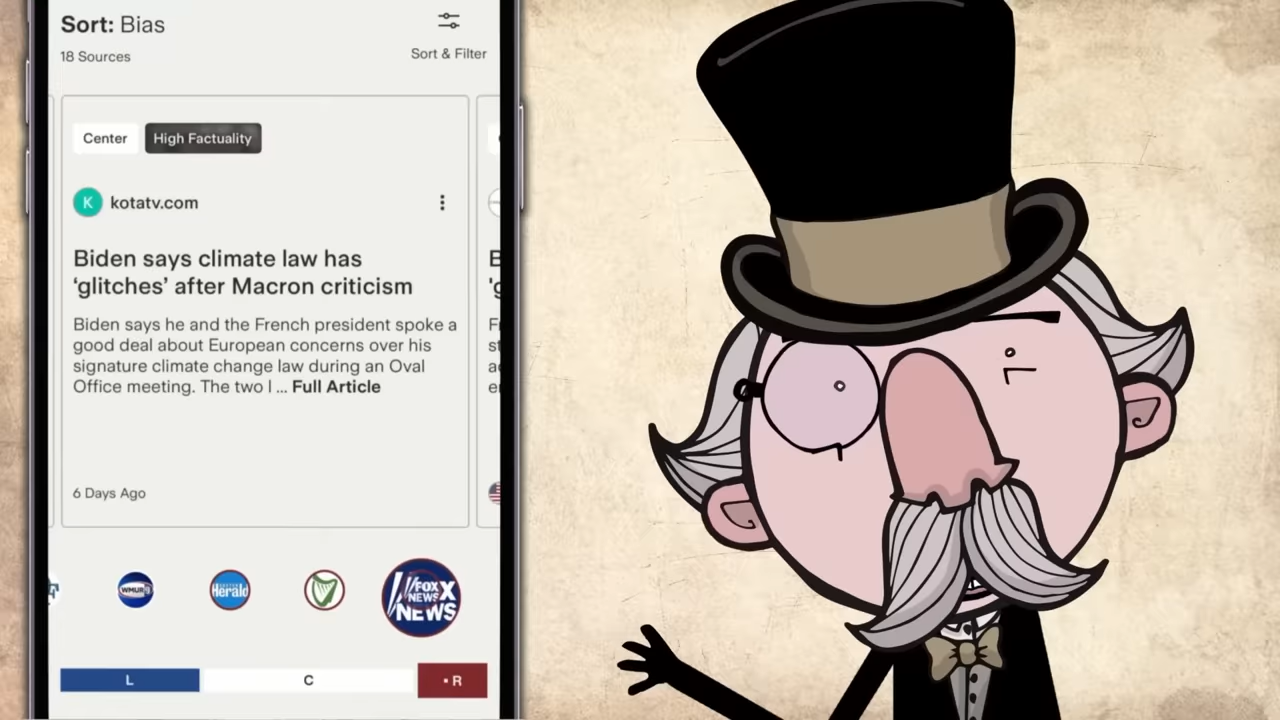 Sort: Bias
18 Sources
Sort & Filter
Center
High Factuality
K
kotatv.com
Biden says climate law has
‘glitches’ after Macron criticism
Biden says he and the French president spoke a
good deal about European concerns over his
signature climate change law during an Oval
Office meeting. The two l ... Full Article
6 Days Ago
WMUR
Herald
FOX
NEWS
NEWS
L
C
R